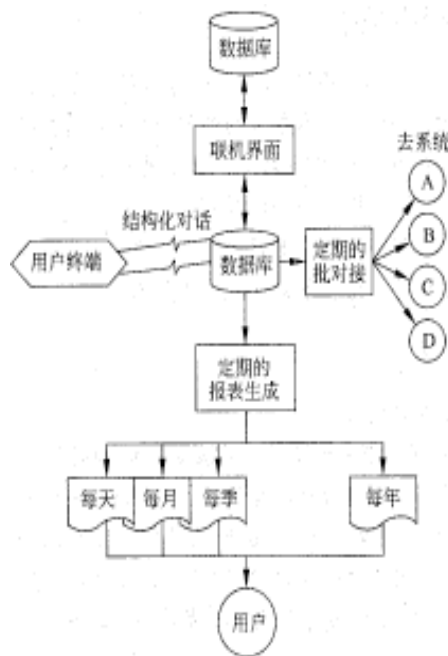 数据库
联机界面
去系统
A
结构化对话
B
用户终端
数据库
定期的
批对接
C
D
定期的
报表生成
每天
每月
每季
每年
用户